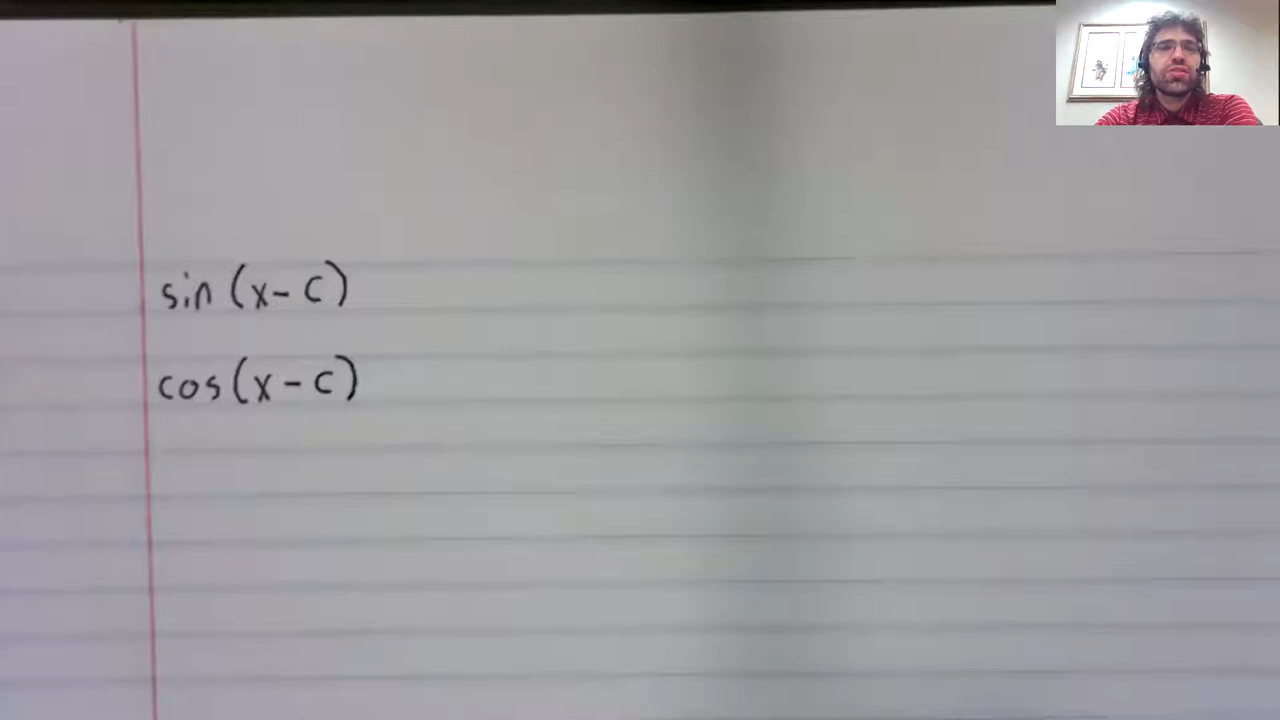 sin (x - c)
cos (x - c)